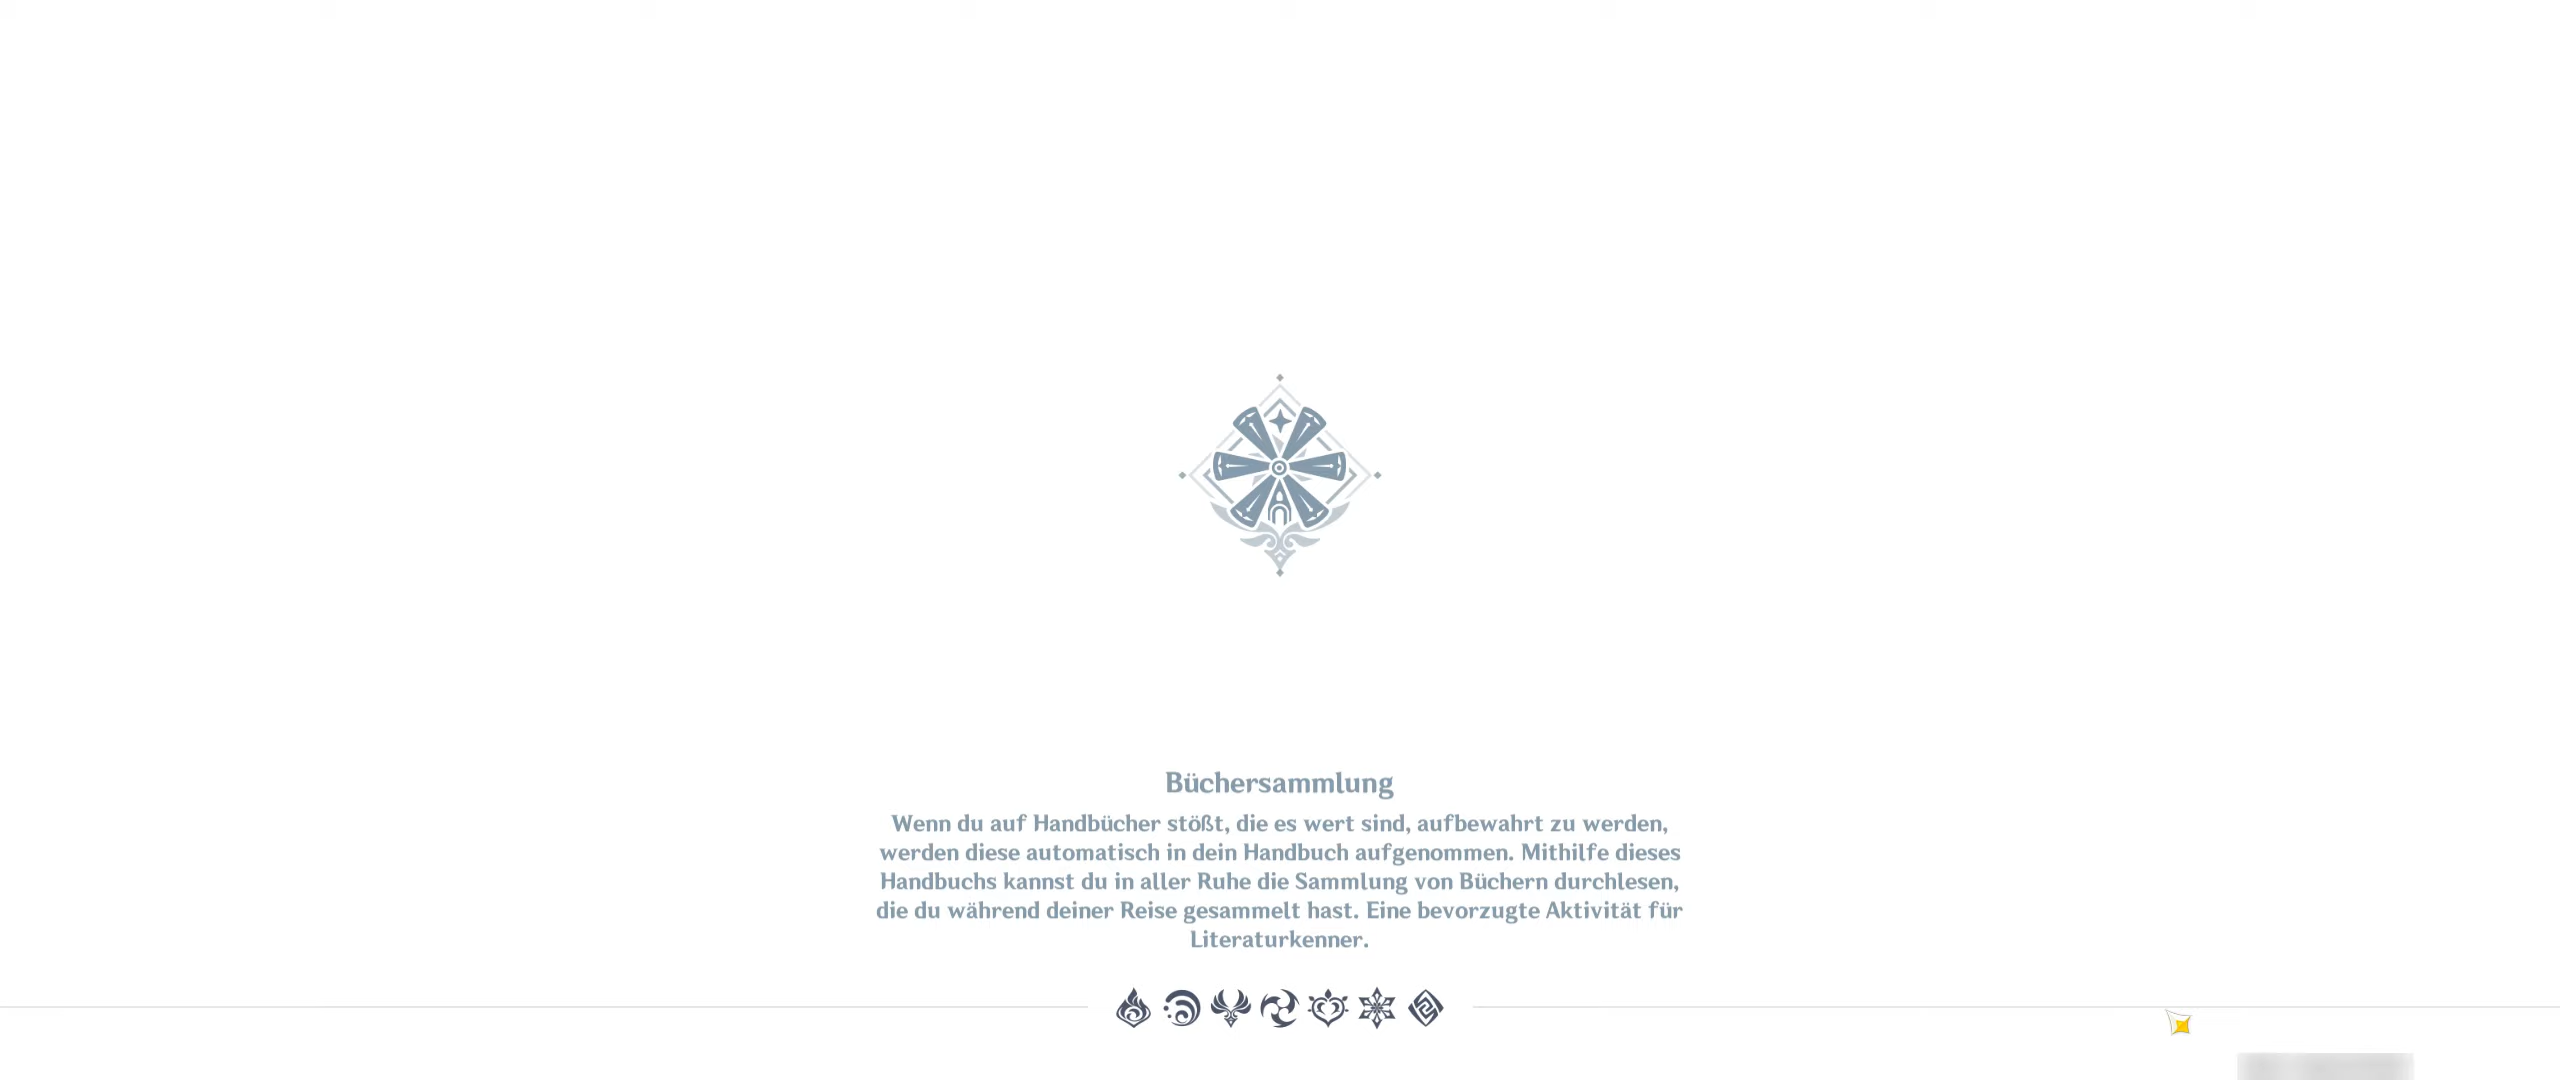 Büchersammlung
Wenn du auf Handbücher stößt, die es wert sind, aufbewahrt zu werden,
werden diese automatisch in dein Handbuch aufgenommen. Mithilfe dieses
Handbuchs kannst du in aller Ruhe die Sammlung von Büchern durchlesen,
die du während deiner Reise gesammelt hast. Eine bevorzugte Aktivität für
Literaturkenner.